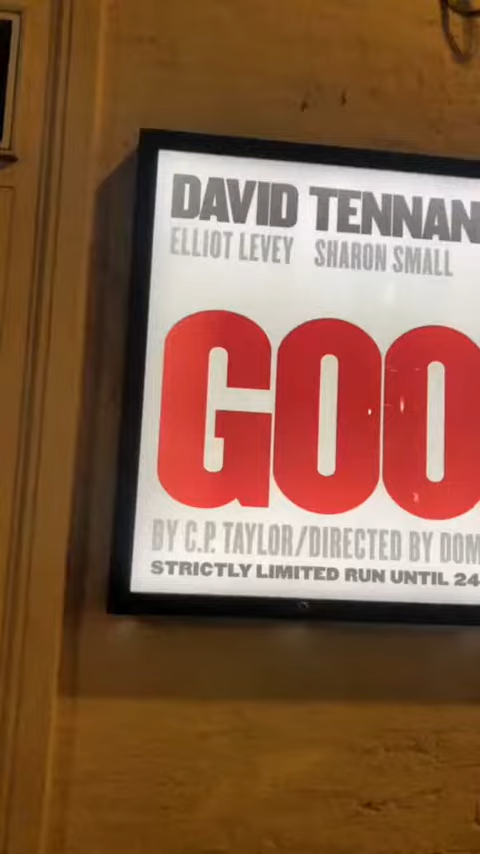 DAVID TENNAN
ELLIOT LEVEY SHARON SMALL
GOO
BY C.P. TAYLOR/DIRECTED BY DOM
STRICTLY LIMITED RUN UNTIL 24